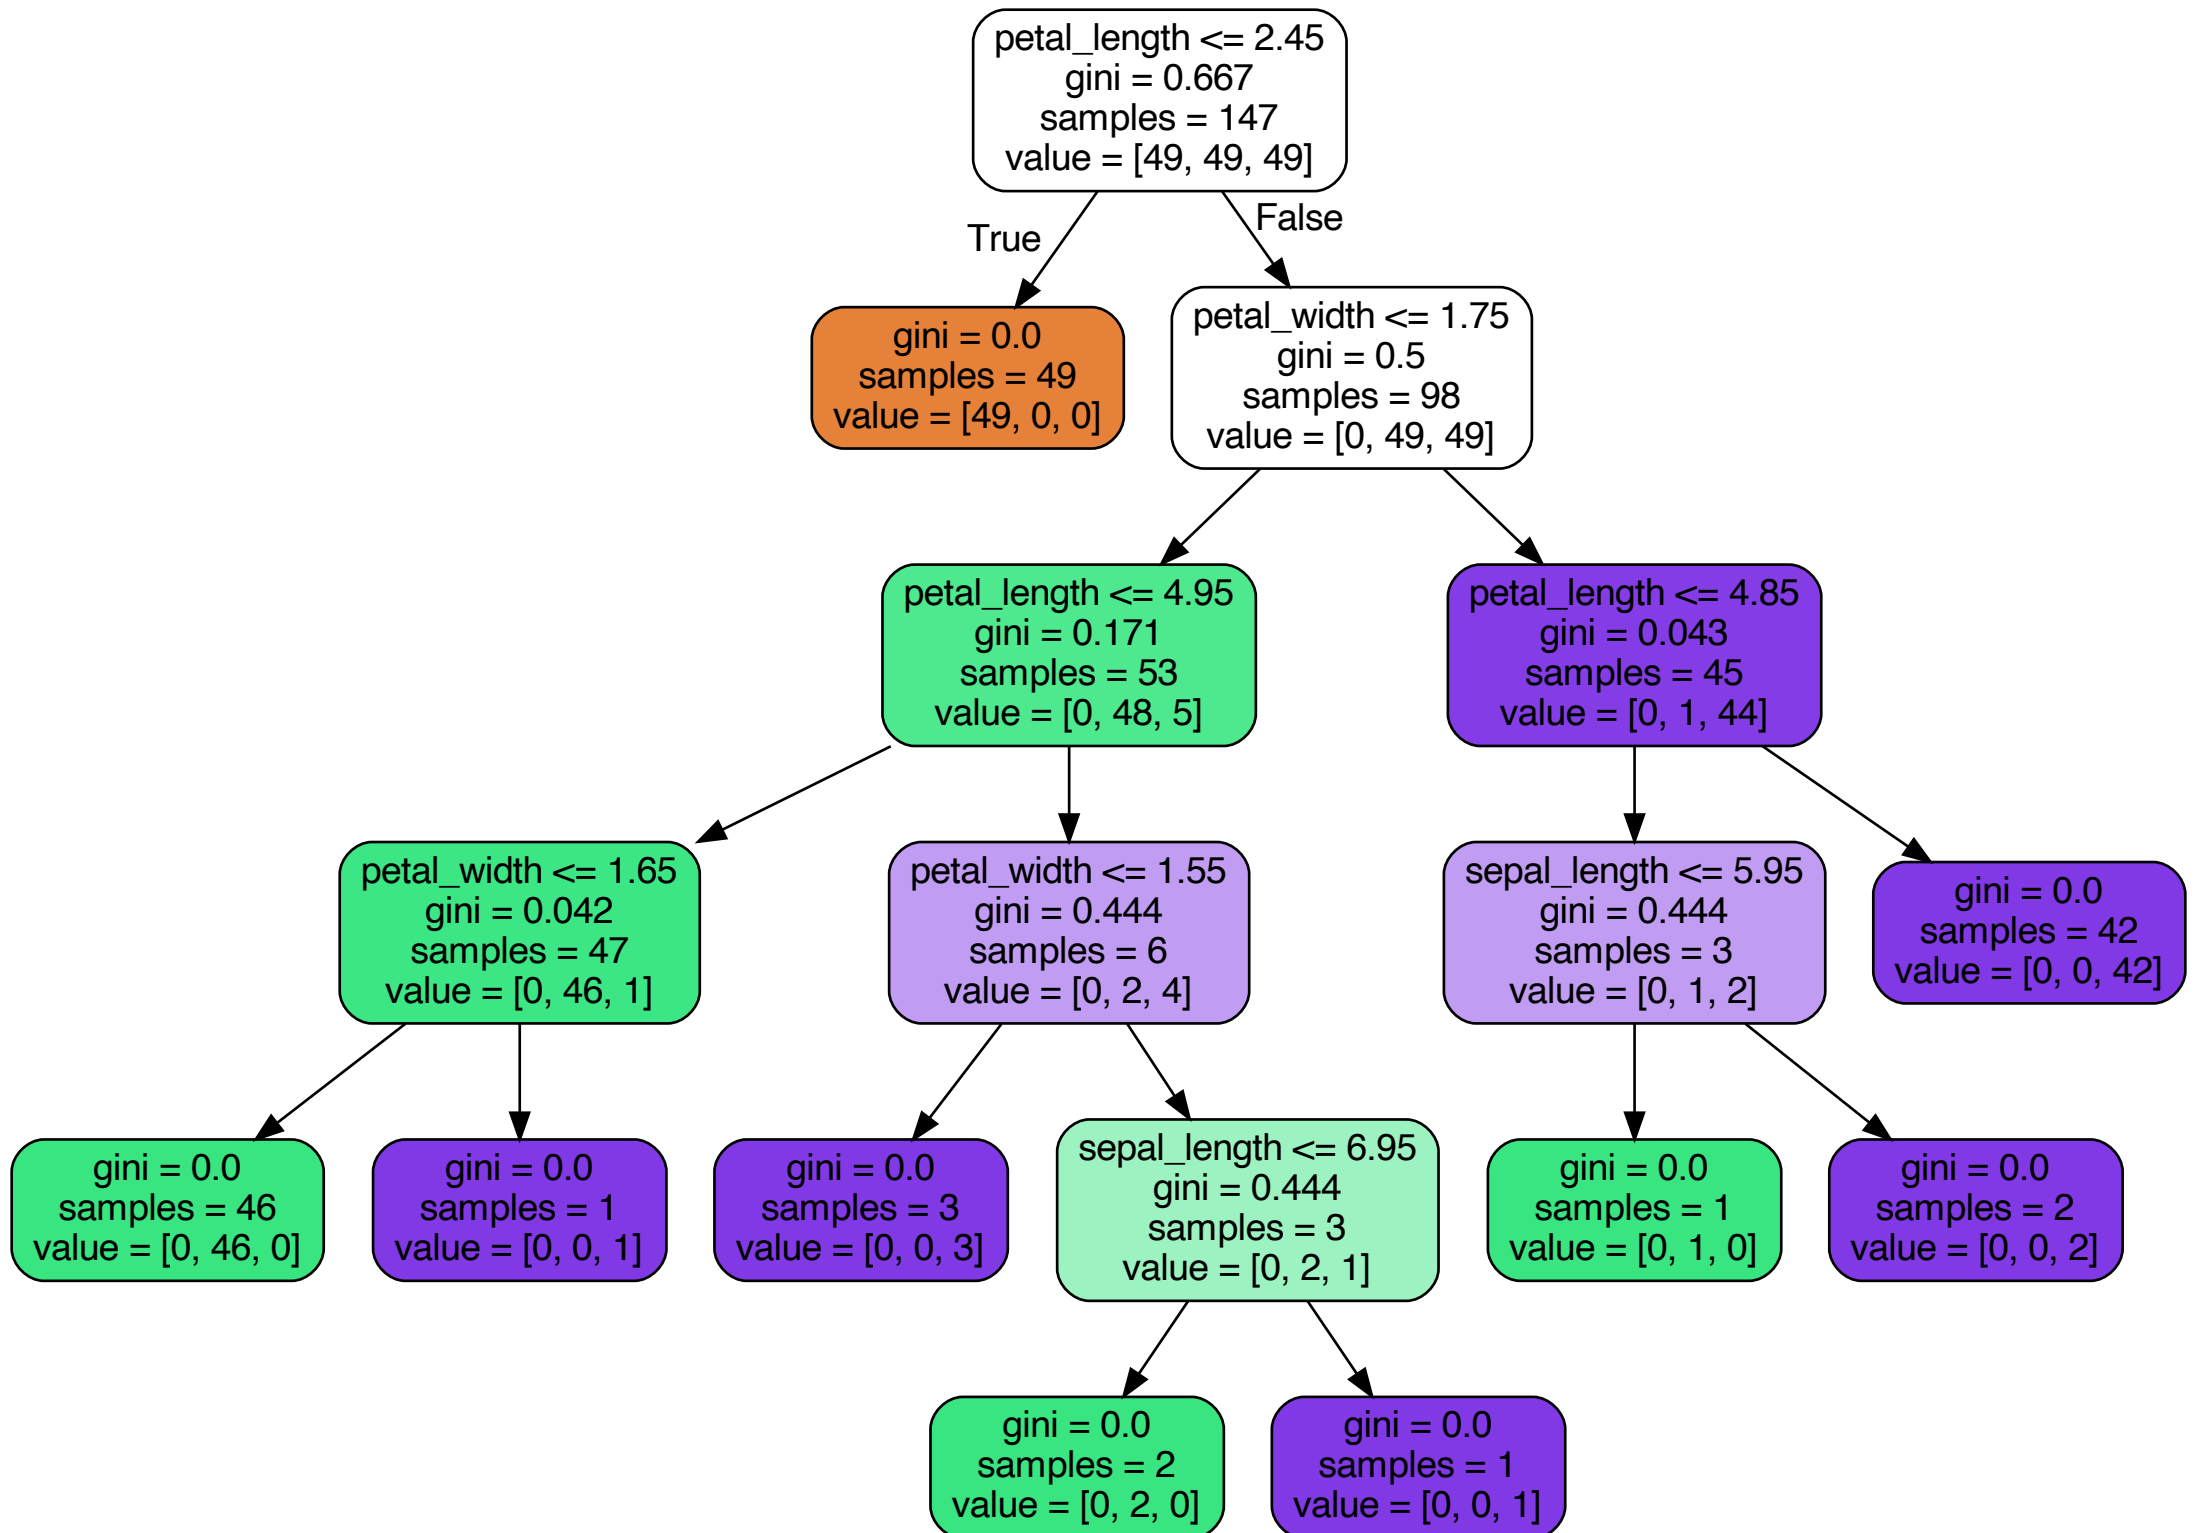 petal_length <= 2.45
gini = 0.667
samples = 147
value = [49, 49, 49]
True
False
gini = 0.0
samples = 49
value = [49, 0, 0]
petal_width <= 1.75
gini = 0.5
samples = 98
value = [0, 49, 49]
petal_length <= 4.95
gini = 0.171
samples = 53
value = [0, 48, 5]
petal_length <= 4.85
gini = 0.043
samples = 45
value = [0, 1, 44]
petal_width <= 1.65
gini = 0.042
samples = 47
value = [0, 46, 1]
petal_width <= 1.55
gini = 0.444
samples = 6
value = [0, 2, 4]
sepal_length <= 5.95
gini = 0.444
samples = 3
value = [0, 1, 2]
gini = 0.0
samples = 42
value = [0, 0, 42]
gini = 0.0
samples = 46
value = [0, 46, 0]
gini = 0.0
samples = 1
value = [0, 0, 1]
gini = 0.0
samples = 3
value = [0, 0, 3]
sepal_length <= 6.95
gini = 0.444
samples = 3
value = [0, 2, 1]
gini = 0.0
samples = 1
value = [0, 1, 0]
gini = 0.0
samples = 2
value = [0, 0, 2]
gini = 0.0
samples = 2
value = [0, 2, 0]
gini = 0.0
samples = 1
value = [0, 0, 1]